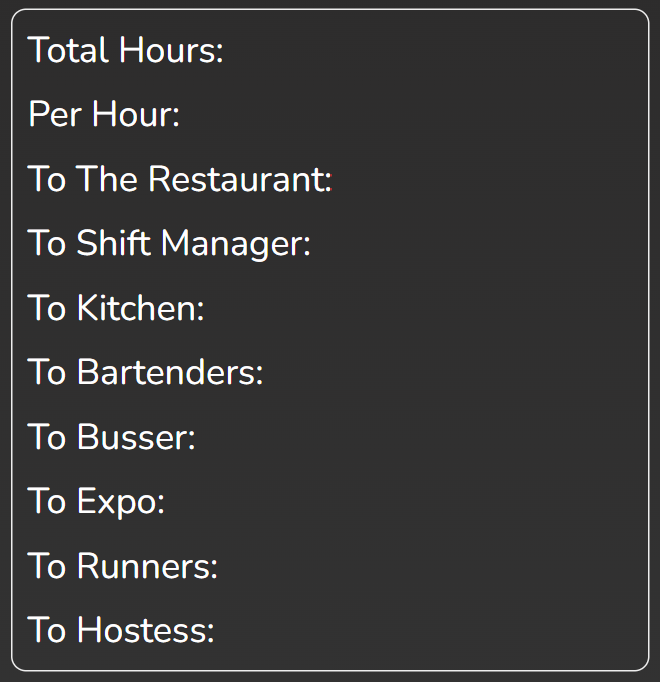 Total Hours:
Per Hour:
To The Restaurant:
To Shift Manager:
To Kitchen:
To Bartenders:
To Busser:
To Expo:
To Runners:
To Hostess: